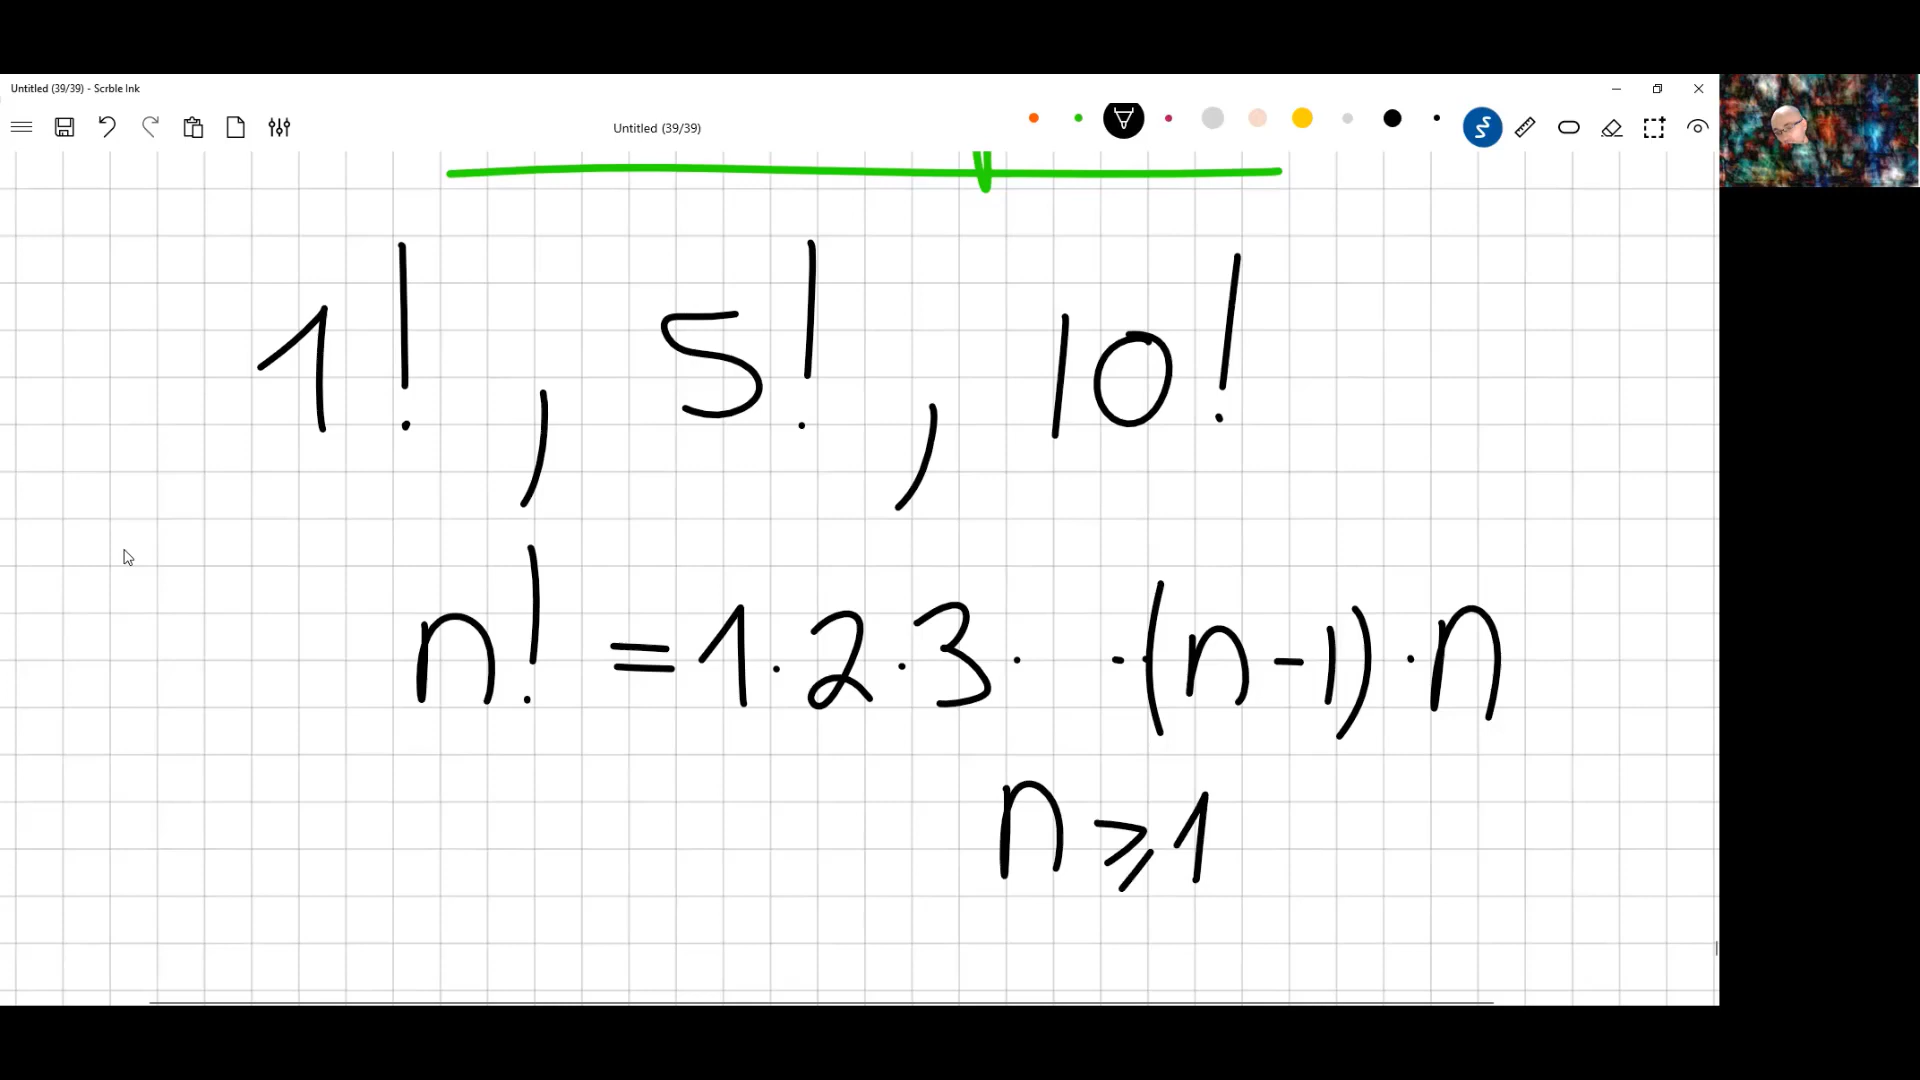 Untitled (39/39) - Scrble Ink
Untitled (39/39)
1! , 5! , 10!
n! = 1 · 2 · 3 · - · (n - 1) · n
n ⩾ 1